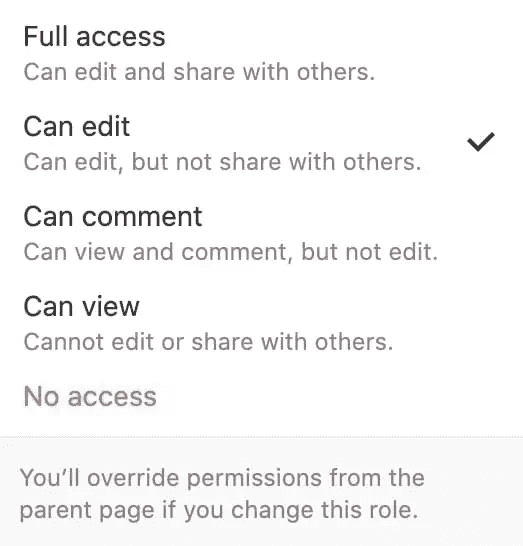 Full access
Can edit and share with others.
Can edit
Can edit, but not share with others.
Can comment
Can view and comment, but not edit.
Can view
Cannot edit or share with others.
No access
You’ll override permissions from the
parent page if you change this role.